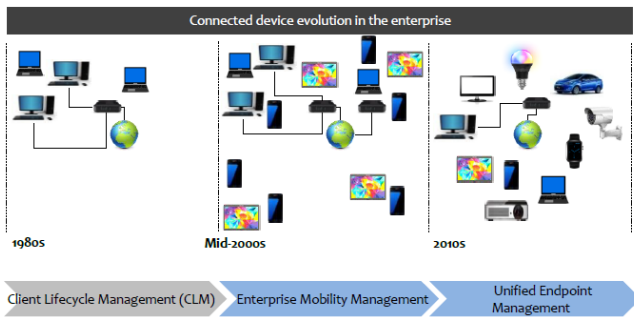 Connected device evolution in the enterprise
1980s
Mid-2000s
2010s
Client Lifecycle Management (CLM)
Enterprise Mobility Management
Unified Endpoint
Management